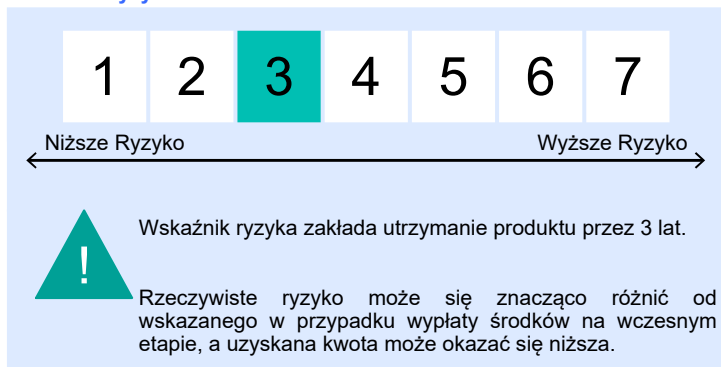 1 2 3 4 5 6 7
Niższe Ryzyko Wyższe Ryzyko
! Wskaźnik ryzyka zakłada utrzymanie produktu przez 3 lat.
Rzeczywiste ryzyko może się znacząco różnić od
wskazanego w przypadku wypłaty środków na wczesnym
etapie, a uzyskana kwota może okazać się niższa.